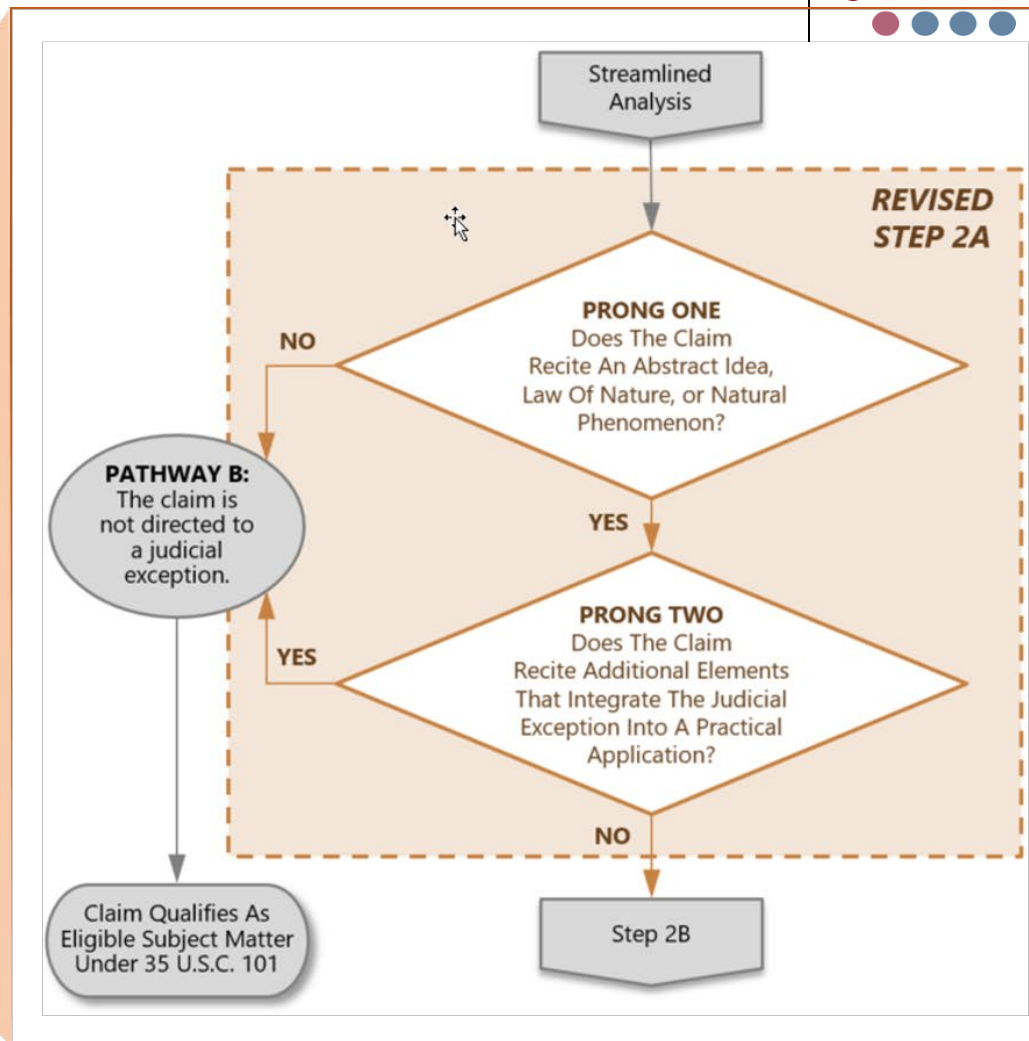 Streamlined
Analysis
REVISED
STEP 2A
PRONG ONE
Does The Claim
Recite An Abstract Idea,
Law Of Nature, or Natural
Phenomenon?
NO
PATHWAY B:
The claim is
not directed to
a judicial
exception.
YES
PRONG TWO
Does The Claim
Recite Additional Elements
That Integrate The Judicial
Exception Into A Practical
Application?
YES
NO
Claim Qualifies As
Eligible Subject Matter
Under 35 U.S.C. 101
Step 2B